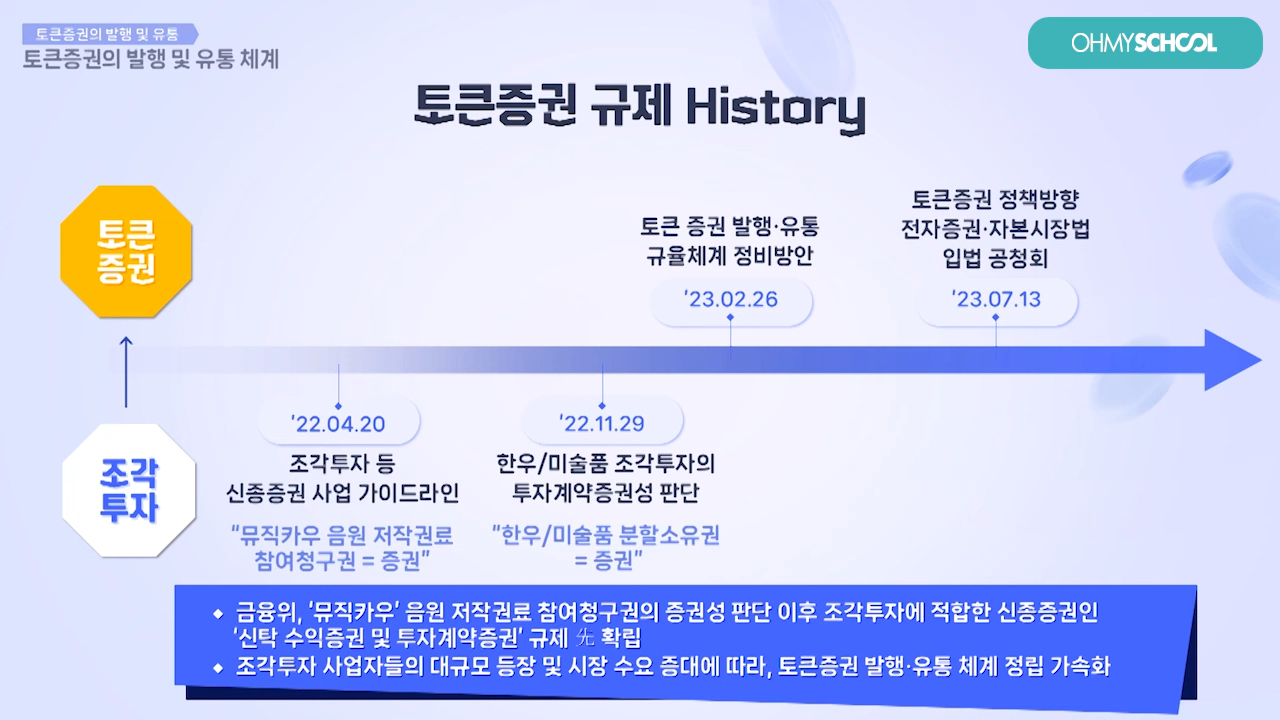 토큰증권의 발행 및 유통
토큰증권의 발행 및 유통 체계
OHMYSCHOOL
토큰증권 규제 History
토큰
증권
토큰 증권 발행·유통
규율체계 정비방안
'23.02.26
토큰증권 정책방향
전자증권·자본시장법
입법 공청회
'23.07.13
조각
투자
'22.04.20
조각투자 등
신종증권 사업 가이드라인
"뮤직카우 음원 저작권료
참여청구권 = 증권"
'22.11.29
한우/미술품 조각투자의
투자계약증권성 판단
"한우/미술품 분할소유권
= 증권"
◆ 금융위, '뮤직카우' 음원 저작권료 참여청구권의 증권성 판단 이후 조각투자에 적합한 신종증권인
'신탁 수익증권 및 투자계약증권' 규제 先 확립
◆ 조각투자 사업자들의 대규모 등장 및 시장 수요 증대에 따라, 토큰증권 발행·유통 체계 정립 가속화